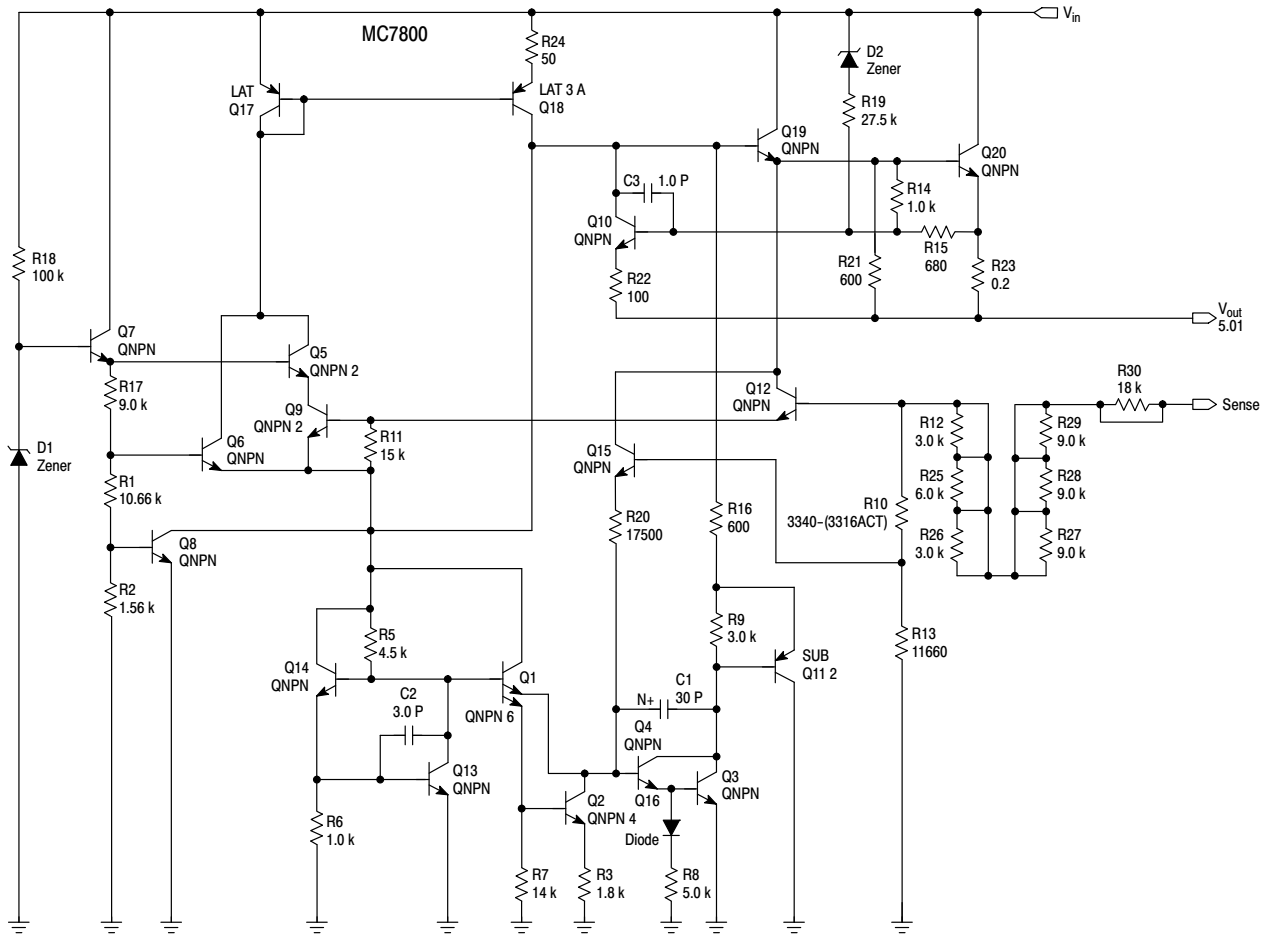 MC7800
Vin
R24
50
D2
Zener
LAT
Q17
LAT 3 A
Q18
R19
27.5 k
Q19
QNPN
Q20
QNPN
C3
1.0 P
R14
1.0 k
Q10
QNPN
R15
680
R18
100 k
R21
600
R23
0.2
R22
100
Vout
5.01
Q7
QNPN
Q5
QNPN 2
R17
9.0 k
R30
18 k
Q12
QNPN
Sense
Q9
QNPN 2
R12
3.0 k
R29
9.0 k
R11
15 k
Q6
QNPN
D1
Zener
Q15
QNPN
R25
6.0 k
R28
9.0 k
R1
10.66 k
R10
3340-(3316ACT)
R16
600
R20
17500
R26
3.0 k
R27
9.0 k
Q8
QNPN
R2
1.56 k
R9
3.0 k
R13
11660
R5
4.5 k
SUB
Q11 2
Q14
QNPN
Q1
QNPN 6
C1
30 P
N+
C2
3.0 P
Q4
QNPN
Q13
QNPN
Q3
QNPN
Q16
Q2
QNPN 4
R6
1.0 k
Diode
R7
14 k
R3
1.8 k
R8
5.0 k